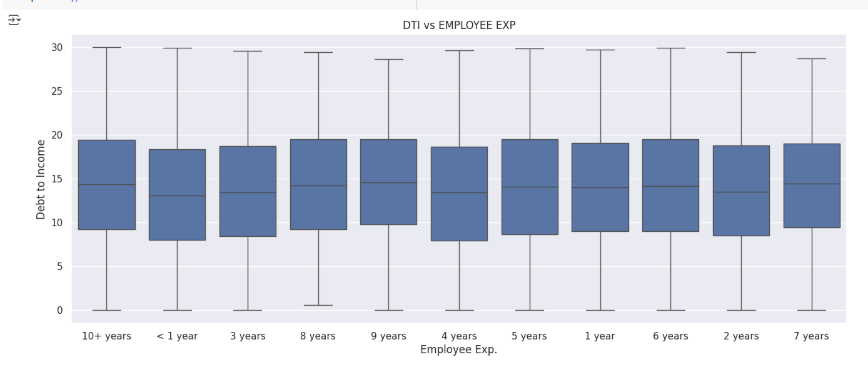 DTI vs EMPLOYEE EXP
Debt to Income
30
25
20
15
10
5
0
10+ years < 1 year 3 years 8 years 9 years 4 years 5 years 1 year 6 years 2 years 7 years
Employee Exp.